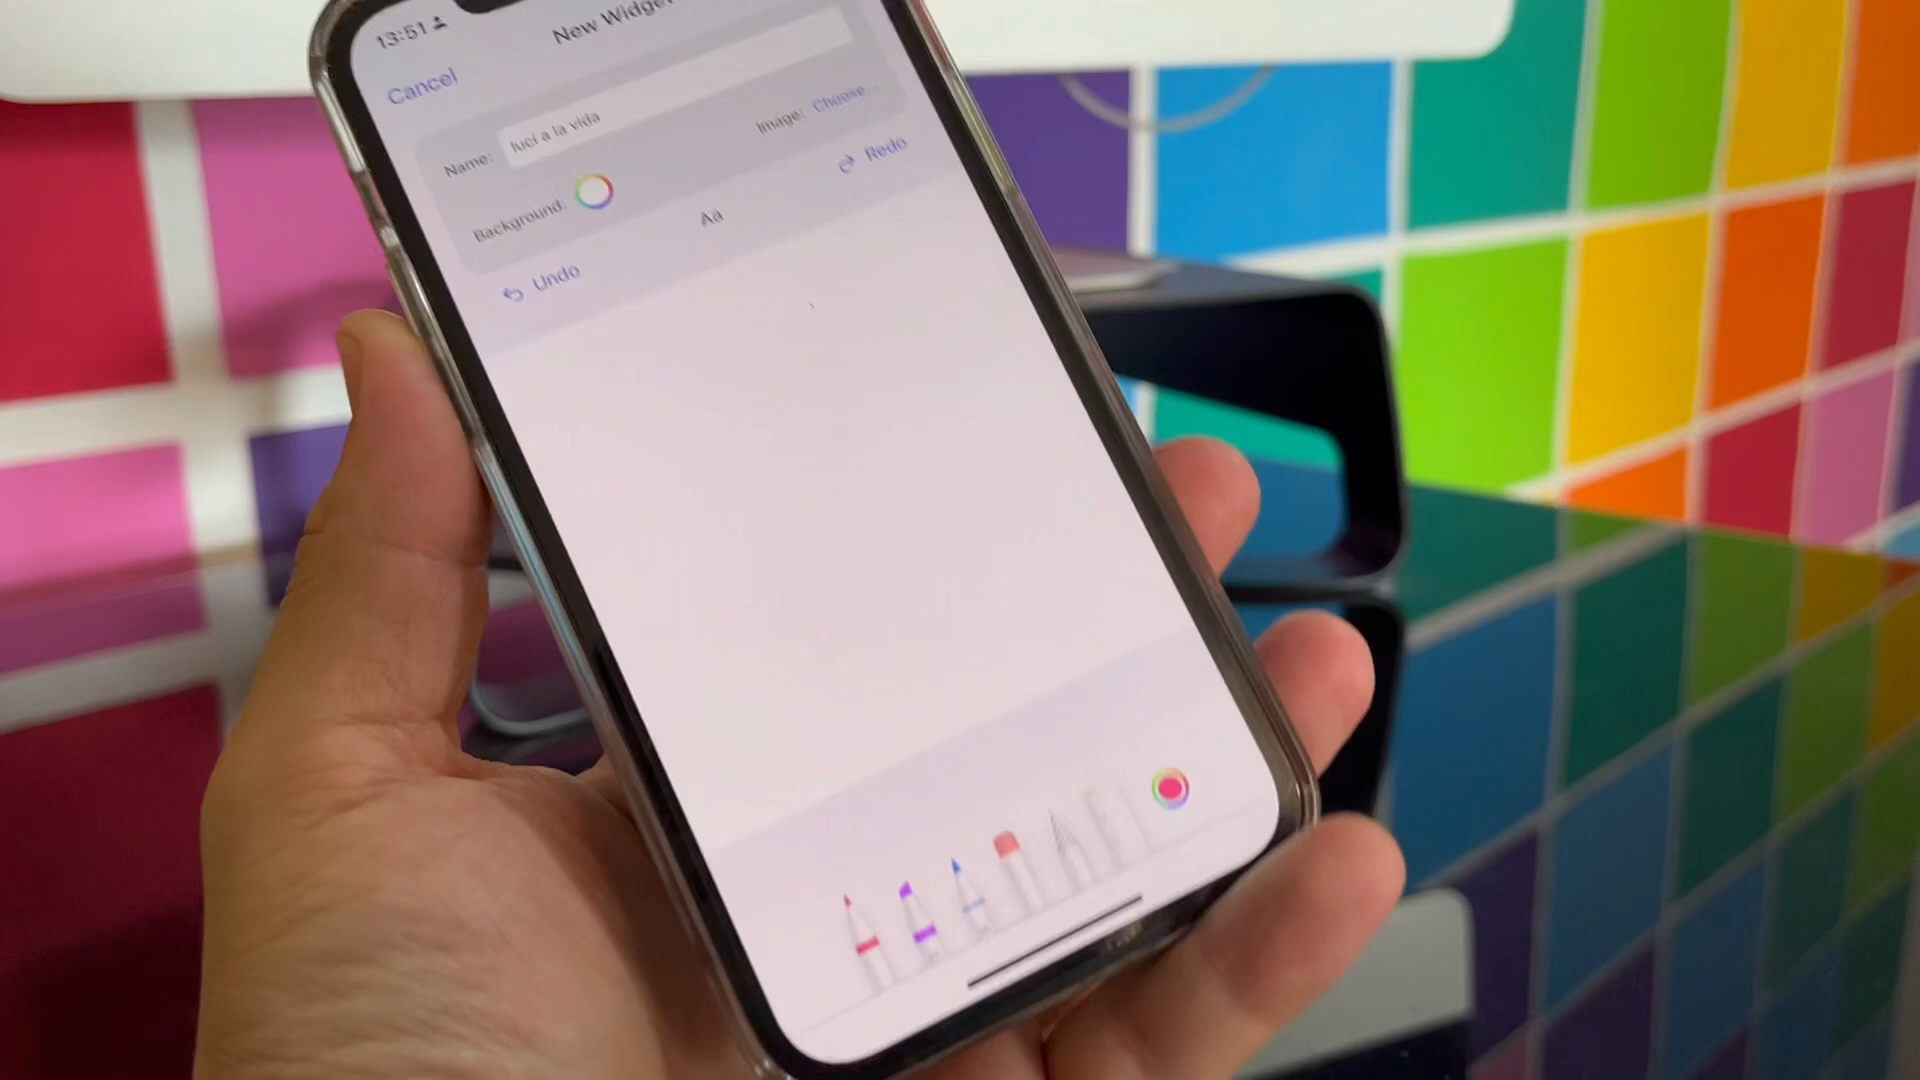 13:51
New Widget
Cancel
Name: luci a la vida
Image: Choose...
Background:
Aa
Undo
Redo